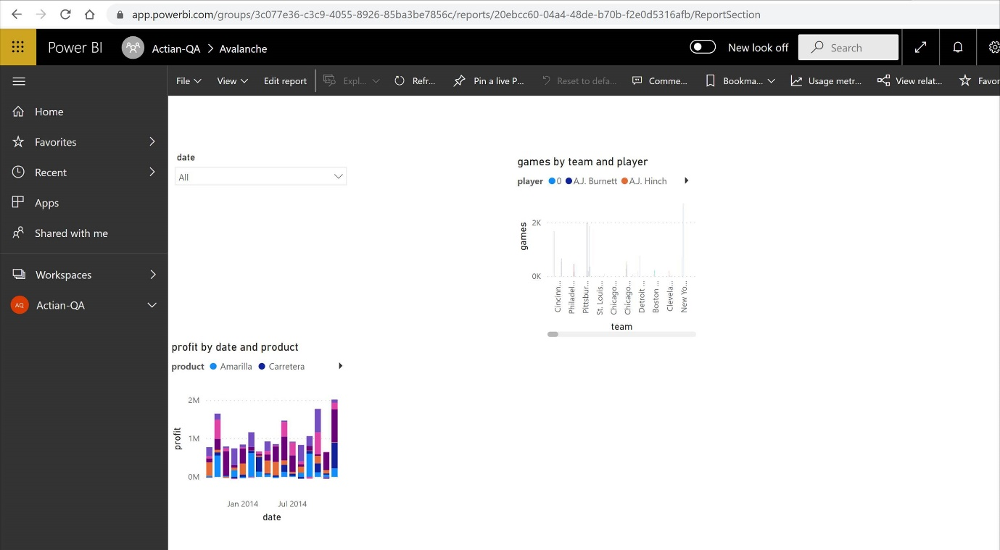 app.powerbi.com/groups/3c077e36-c3c9-4055-8926-85ba3be7856c/reports/20ebcc60-04a4-48de-b70b-f2e0d5316afb/ReportSection
Power BI Actian-QA > Avalanche New look off Search
File View Edit report Expl... Refr... Pin a live P... Reset to defa... Comme... Bookma... Usage metr... View relat... Favor
Home
Favorites
Recent
Apps
Shared with me
Workspaces
AQ Actian-QA
date
All
games by team and player
player 0 A.J. Burnett A.J. Hinch
games
2K
0K
Cincinn...
Philadel...
Pittsbur...
St. Louis...
Chicago...
Chicago...
Detroit ...
Boston ...
Clevela...
New Yo...
team
profit by date and product
product Amarilla Carretera
profit
2M
1M
0M
Jan 2014 Jul 2014
date